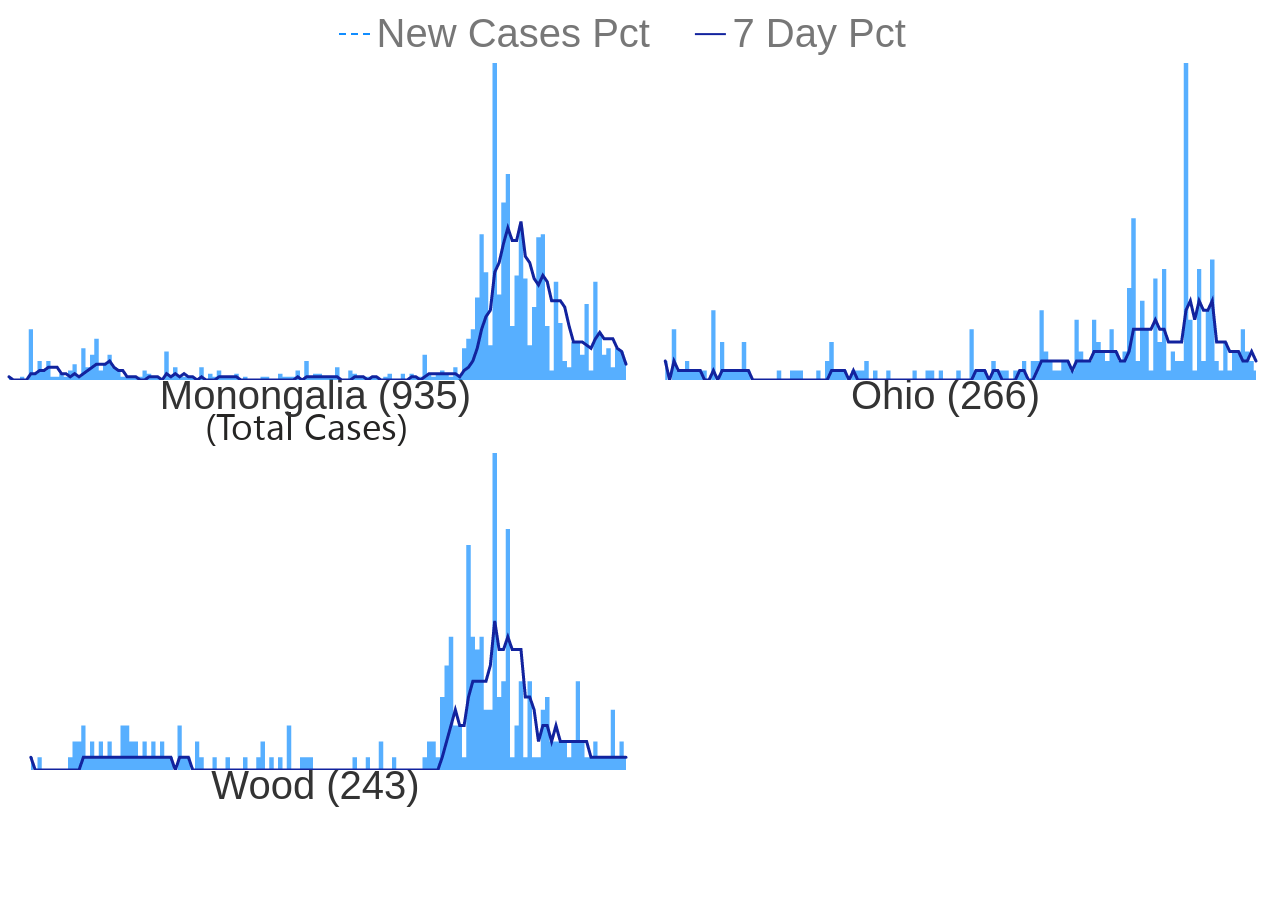 New Cases Pct 7 Day Pct
Monongalia (935) Ohio (266)
(Total Cases)
Wood (243)